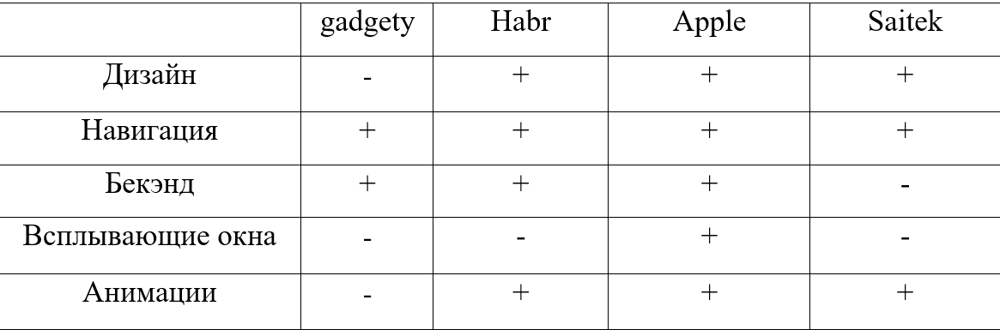 gadgety Habr Apple Saitek
Дизайн - + + +
Навигация + + + +
Бекэнд + + + -
Всплывающие окна - - + -
Анимации - + + +